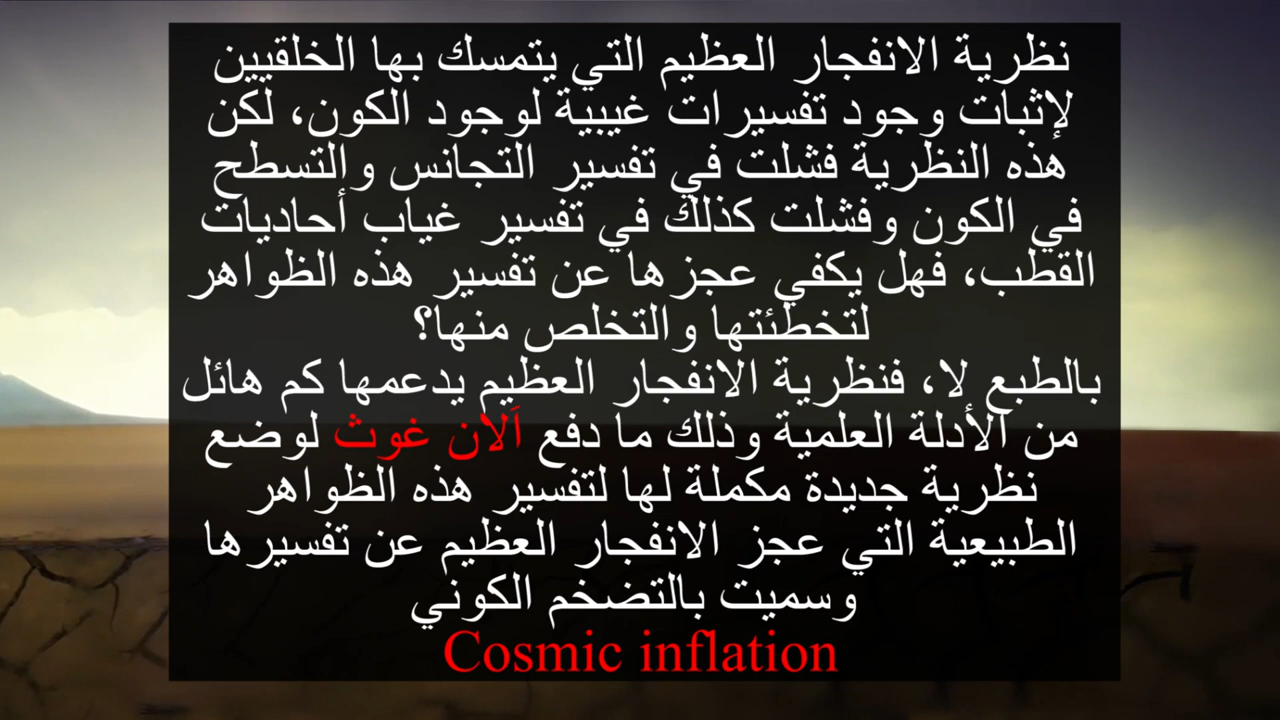 نظرية الانفجار العظيم التي يتمسك بها الخلقيين
لإثبات وجود تفسيرات غيبية لوجود الكون، لكن
هذه النظرية فشلت في تفسير التجانس والتسطح
في الكون وفشلت كذلك في تفسير غياب أحاديات
القطب، فهل يكفي عجزها عن تفسير هذه الظواهر
لتخطئتها والتخلص منها؟
بالطبع لا، فنظرية الانفجار العظيم يدعمها كم هائل
من الأدلة العلمية وذلك ما دفع آلان غوث لوضع
نظرية جديدة مكملة لها لتفسير هذه الظواهر
الطبيعية التي عجز الانفجار العظيم عن تفسيرها
وسميت بالتضخم الكوني
Cosmic inflation